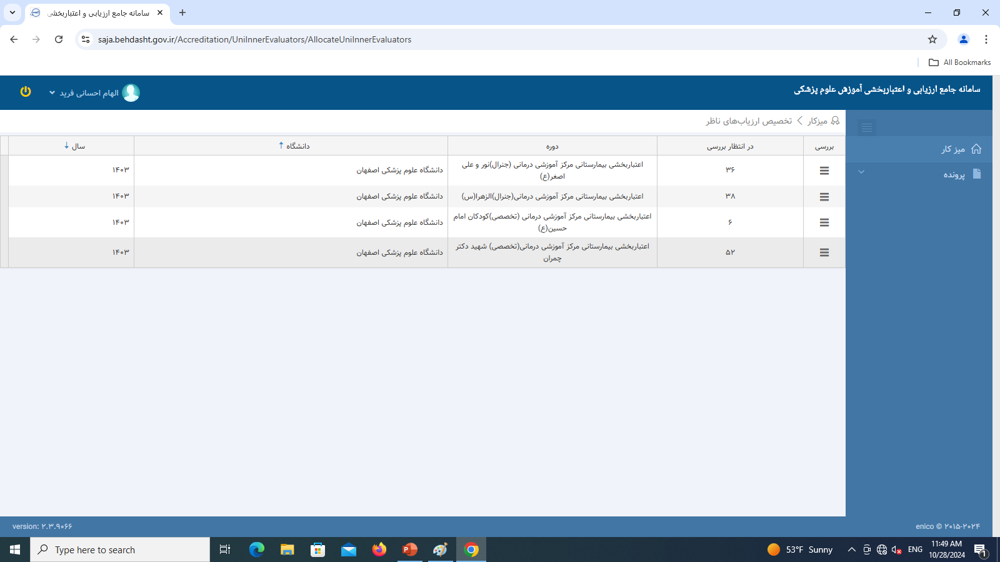 سامانه جامع ارزیابی و اعتباربخشی
saja.behdasht.gov.ir/Accreditation/UniInnerEvaluators/AllocateUniInnerEvaluators
All Bookmarks
سامانه جامع ارزیابی و اعتباربخشی آموزش علوم پزشکی
الهام احسانی فرید
میزکار > تخصیص ارزیاب‌های ناظر
میز کار
پرونده
بررسی در انتظار بررسی دوره دانشگاه سال
۳۶ اعتباربخشی بیمارستانی مرکز آموزشی درمانی (جنرال)نور و علی دانشگاه علوم پزشکی اصفهان ۱۴۰۳
اصغر(ع)
۳۸ اعتباربخشی بیمارستانی مرکز آموزشی درمانی(جنرال)الزهرا(س) دانشگاه علوم پزشکی اصفهان ۱۴۰۳
۶ اعتباربخشی بیمارستانی مرکز آموزشی درمانی (تخصصی)کودکان امام دانشگاه علوم پزشکی اصفهان ۱۴۰۳
حسین(ع)
۵۲ اعتباربخشی بیمارستانی مرکز آموزشی درمانی(تخصصی) شهید دکتر دانشگاه علوم پزشکی اصفهان ۱۴۰۳
چمران
version: ۲.۳.۹۰۶۶
enico © ۲۰۱۵-۲۰۲۴
Type here to search
53°F Sunny
ENG
11:49 AM
10/28/2024
1